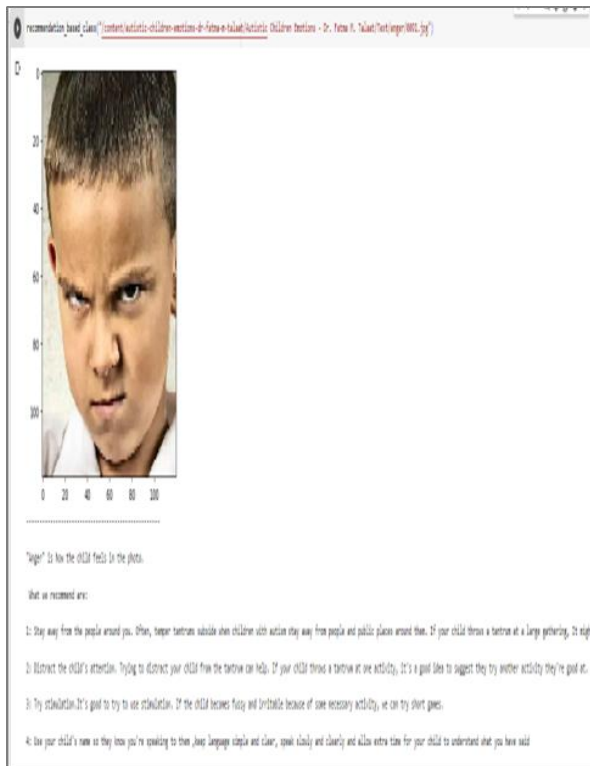 recommendation_based_class("/content/autistic-children-emotions-dr-fatma-m-talaat/Autistic Children Emotions - Dr. Fatma M. Talaat/Test/anger/0001.jpg")
0
20
40
60
80
100
0 20 40 60 80 100
"Anger" is how the child feels in the photo.
What we recommend are:
1: Stay away from the people around you. Often, temper tantrums subside when children with autism stay away from people and public places around them. If your child throws a tantrum at a large gathering, It migh
2: Distract the child's attention. Trying to distract your child from the tantrum can help. If your child throws a tantrum at one activity, it's a good idea to suggest they try another activity they're good at.
3: Try stimulation.It's good to try to use stimulation. If the child becomes fussy and irritable because of some necessary activity, we can try short games.
4: Use your child's name so they know you're speaking to them ,keep language simple and clear, speak slowly and clearly and allow extra time for your child to understand what you have said